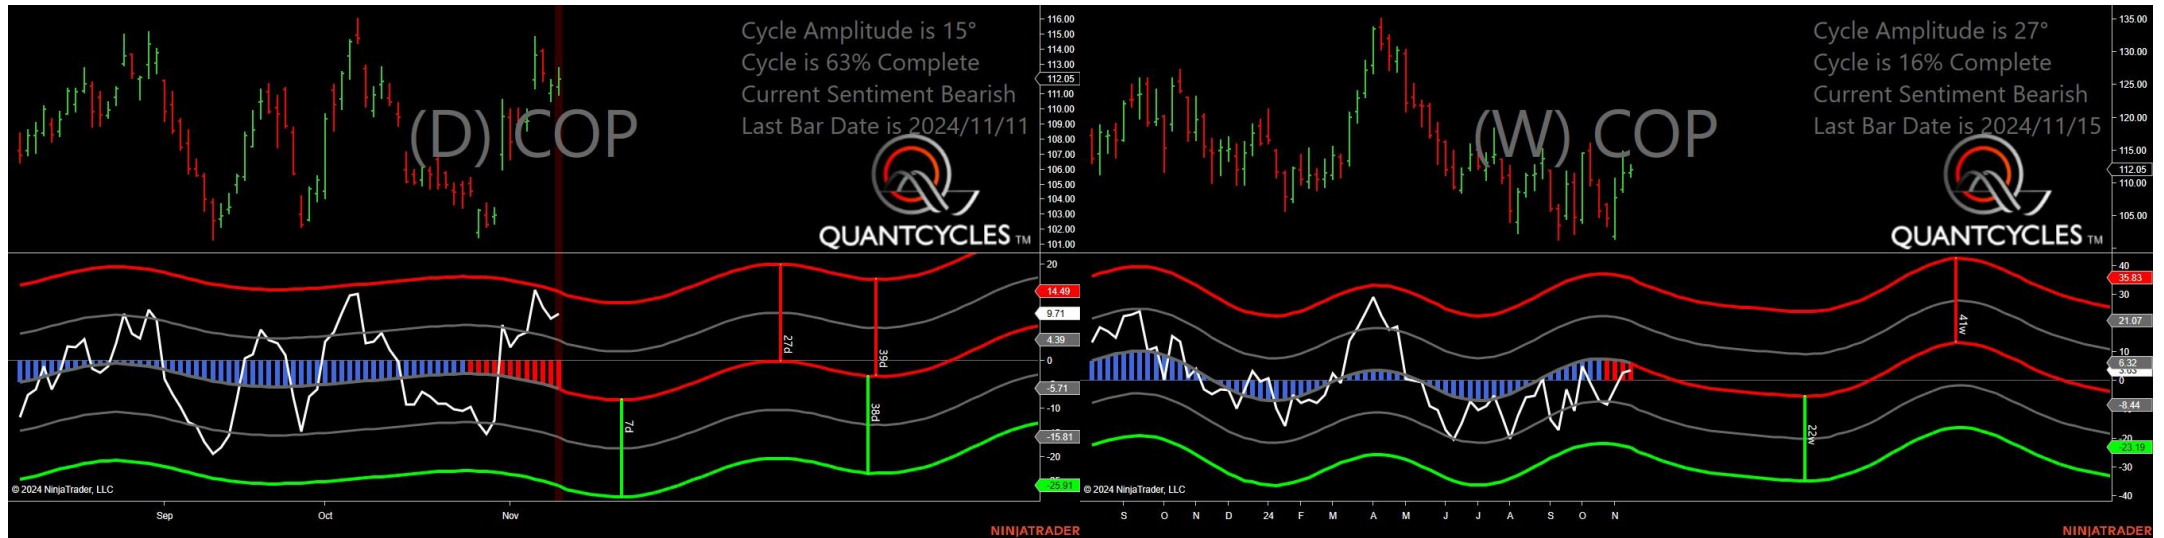 Cycle Amplitude is 15°
Cycle is 63% Complete
Current Sentiment Bearish
Last Bar Date is 2024/11/11
(D) COP
QUANTCYCLES TM
116.00
115.00
114.00
113.00
112.05
111.00
110.00
109.00
108.00
107.00
106.00
105.00
104.00
103.00
102.00
101.00
20
14.49
9.71
4.39
0
-5.71
-10
-15.81
-20
-25.91
27d
39d
7d
38d
© 2024 NinjaTrader, LLC
Sep
Oct
Nov
NINJATRADER
Cycle Amplitude is 27°
Cycle is 16% Complete
Current Sentiment Bearish
Last Bar Date is 2024/11/15
(W) COP
QUANTCYCLES TM
135.00
130.00
125.00
120.00
115.00
112.05
110.00
105.00
40
35.83
30
21.07
10
6.32
0
-8.44
-20
-23.19
-30
-40
41w
22w
© 2024 NinjaTrader, LLC
S
O
N
D
24
F
M
A
M
J
J
A
S
O
N
NINJATRADER